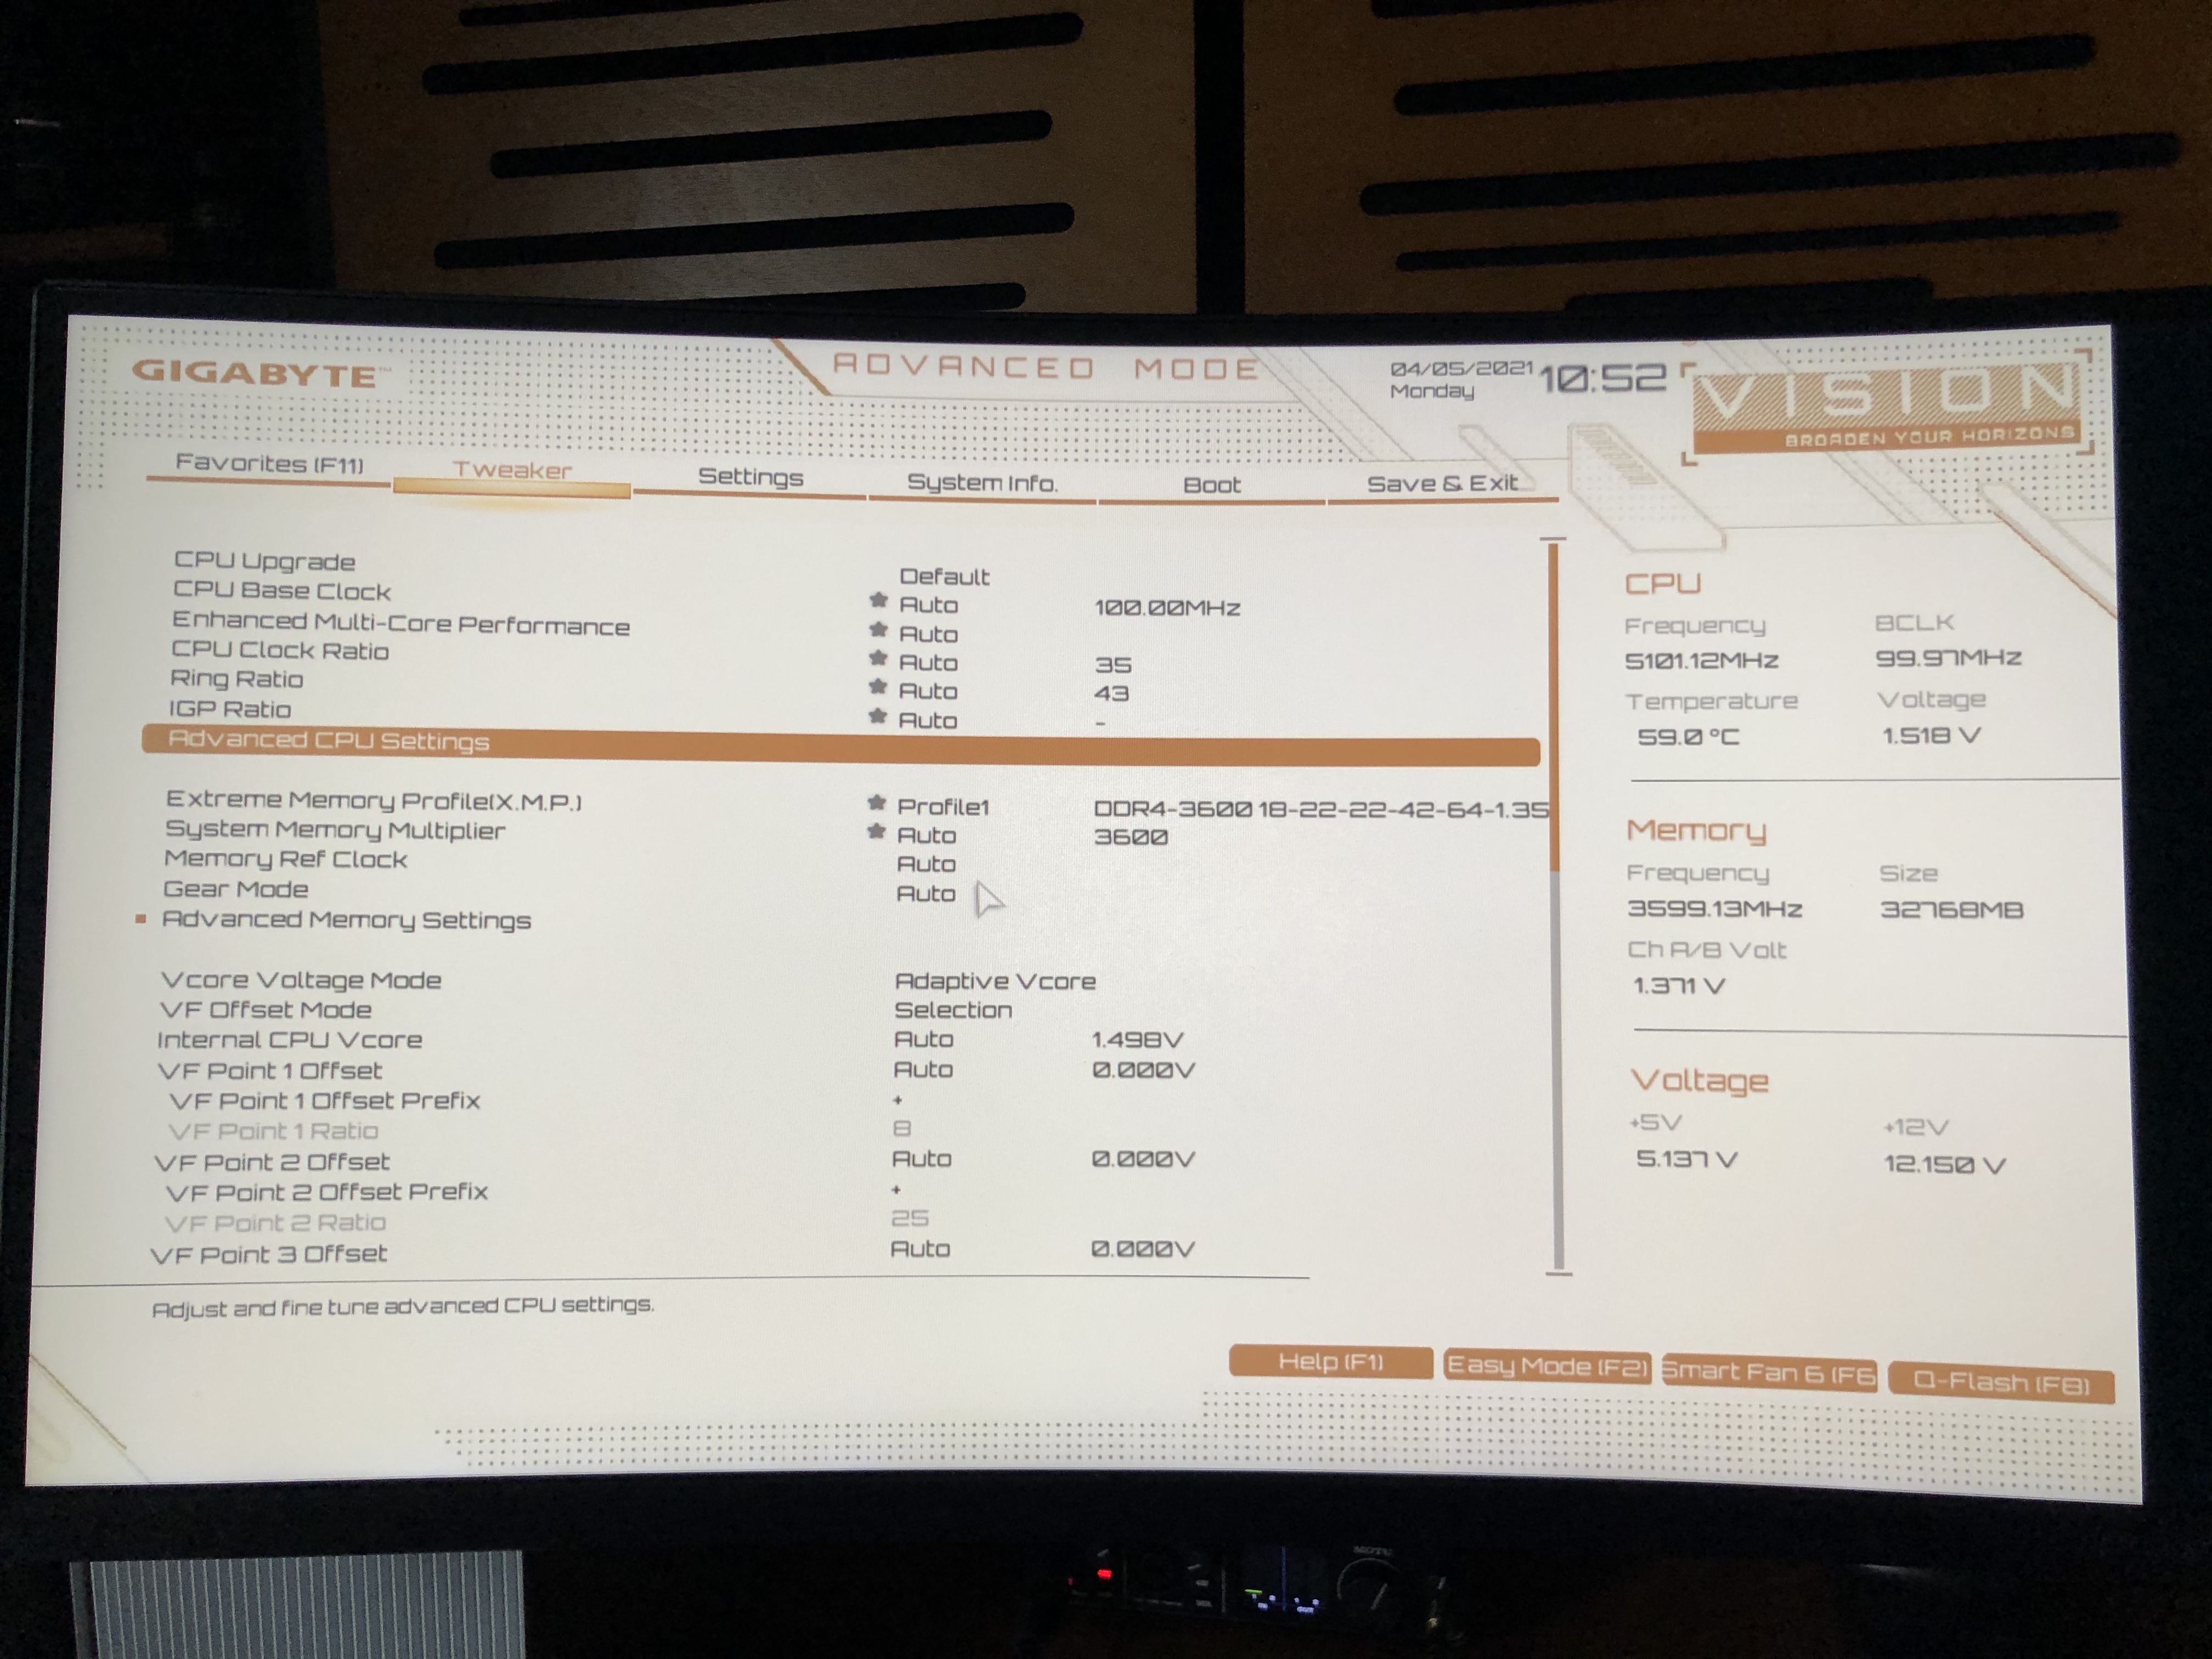 GIGABYTE™
ADVANCED MODE
04/05/2021 10:52
Monday
VISION
BROADEN YOUR HORIZONS
Favorites (F11) Tweaker Settings System Info. Boot Save & Exit
CPU Upgrade Default
CPU Base Clock Auto 100.00MHz
Enhanced Multi-Core Performance Auto
CPU Clock Ratio Auto 35
Ring Ratio Auto 43
IGP Ratio Auto -
Advanced CPU Settings
Extreme Memory Profile(X.M.P.) Profile1 DDR4-3600 18-22-22-42-64-1.35
System Memory Multiplier Auto 3600
Memory Ref Clock Auto
Gear Mode Auto
Advanced Memory Settings
Vcore Voltage Mode Adaptive Vcore
VF Offset Mode Selection
Internal CPU Vcore Auto 1.498V
VF Point 1 Offset Auto 0.000V
VF Point 1 Offset Prefix +
VF Point 1 Ratio 8
VF Point 2 Offset Auto 0.000V
VF Point 2 Offset Prefix +
VF Point 2 Ratio 25
VF Point 3 Offset Auto 0.000V
Adjust and fine tune advanced CPU settings.
CPU
Frequency BCLK
5101.12MHz 99.97MHz
Temperature Voltage
59.0 °C 1.518 V
Memory
Frequency Size
3599.13MHz 32768MB
Ch A/B Volt
1.371 V
Voltage
+5V +12V
5.137 V 12.150 V
Help (F1) Easy Mode (F2) Smart Fan 6 (F6 Q-Flash (F8)
MOTU